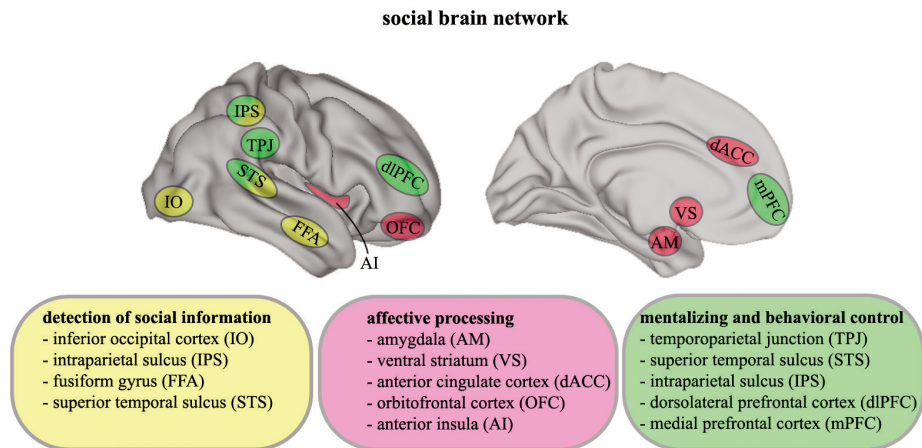 social brain network
IPS
TPJ
STS
dlPFC
IO
FFA
OFC
AI
dACC
mPFC
VS
AM
detection of social information
- inferior occipital cortex (IO)
- intraparietal sulcus (IPS)
- fusiform gyrus (FFA)
- superior temporal sulcus (STS)
affective processing
- amygdala (AM)
- ventral striatum (VS)
- anterior cingulate cortex (dACC)
- orbitofrontal cortex (OFC)
- anterior insula (AI)
mentalizing and behavioral control
- temporoparietal junction (TPJ)
- superior temporal sulcus (STS)
- intraparietal sulcus (IPS)
- dorsolateral prefrontal cortex (dlPFC)
- medial prefrontal cortex (mPFC)